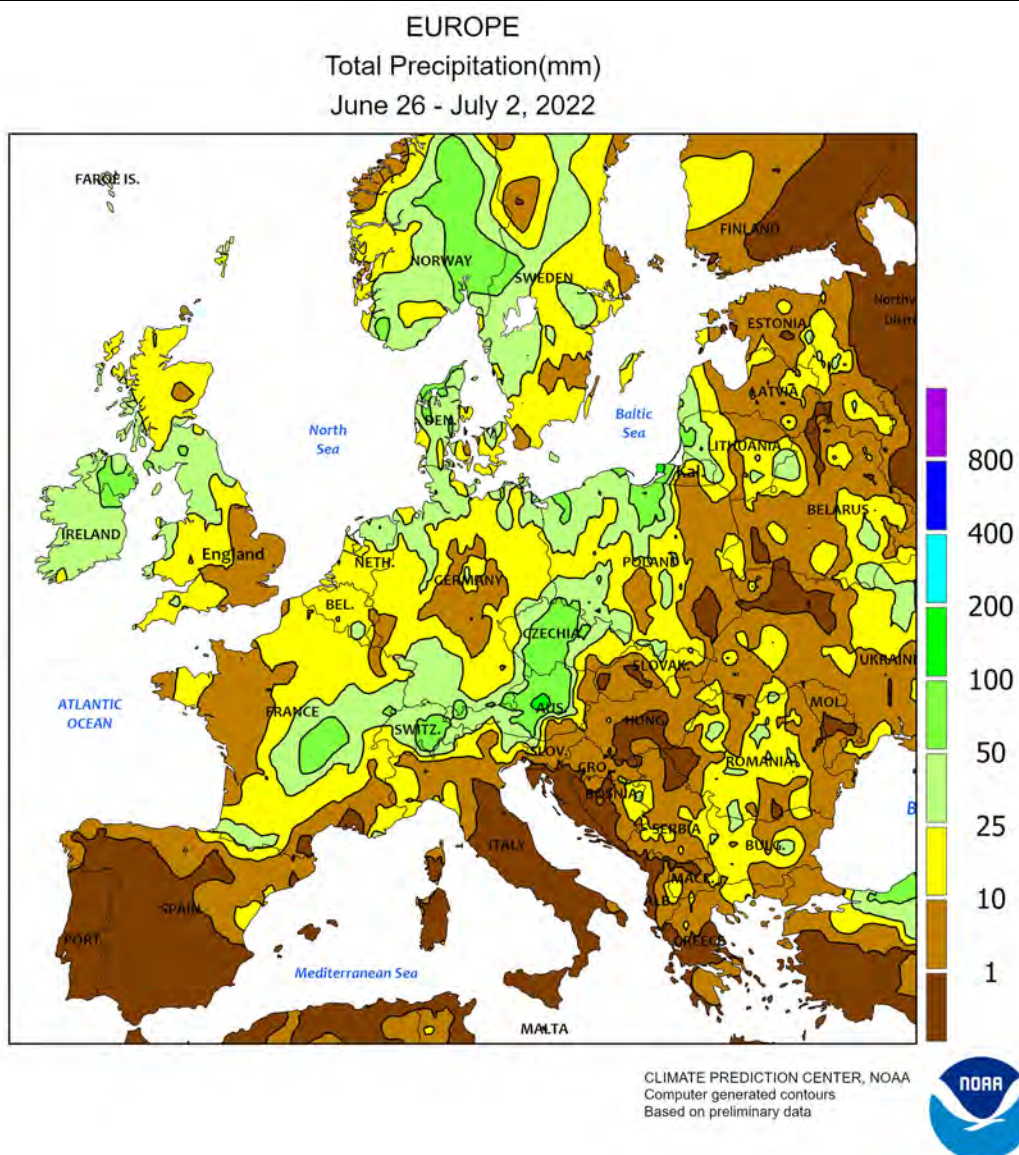 EUROPE
Total Precipitation(mm)
June 26 - July 2, 2022
FAROE IS.
FINLAND
NORWAY
SWEDEN
Northw
Distri
ESTONIA
LATVIA
North
Sea
Baltic
Sea
DEN.
LITHUANIA
Kal.
800
BELARUS
IRELAND
England
400
NETH.
POLAND
GERMANY
BEL.
200
CZECHIA
SLOVAK.
UKRAINE
100
ATLANTIC
OCEAN
FRANCE
AUS.
MOL.
SWITZ.
HUNG.
SLOV.
CRO.
ROMANIA
50
BOSNIA
B
SERBIA
25
ITALY
BULG.
MACE.
ALB.
10
SPAIN
PORT.
GREECE
Mediterranean Sea
1
MALTA
CLIMATE PREDICTION CENTER, NOAA
Computer generated contours
Based on preliminary data
NOAA